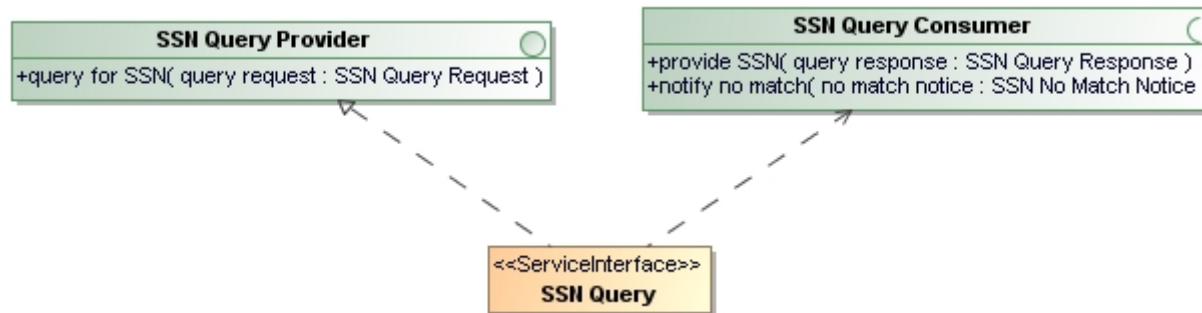 SSN Query Provider
+query for SSN( query request : SSN Query Request )
SSN Query Consumer
+provide SSN( query response : SSN Query Response )
+notify no match( no match notice : SSN No Match Notice
<<ServiceInterface>>
SSN Query